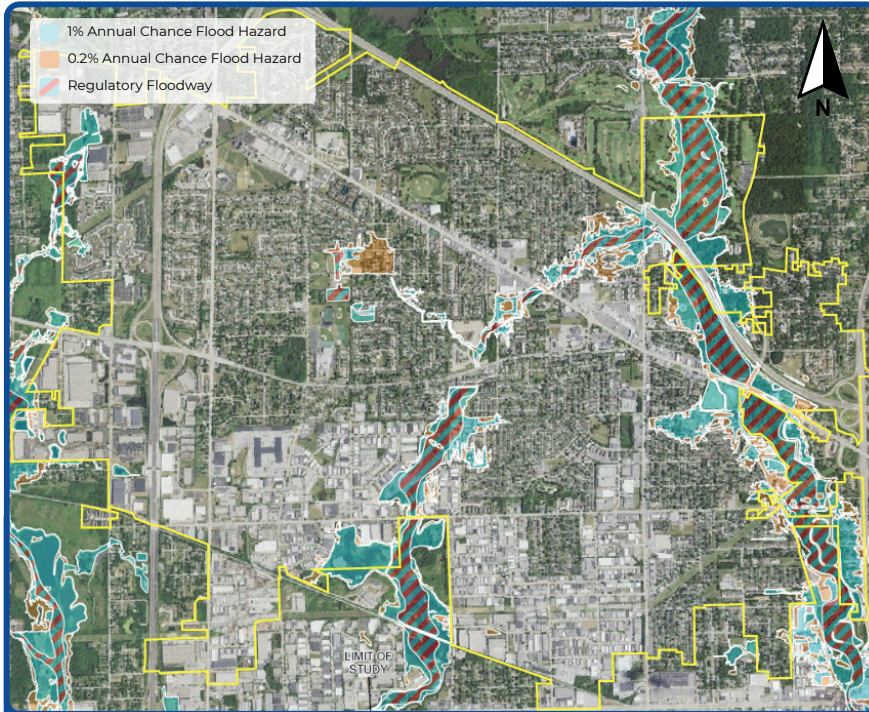 1% Annual Chance Flood Hazard
0.2% Annual Chance Flood Hazard
Regulatory Floodway
N
LIMIT OF
STUDY